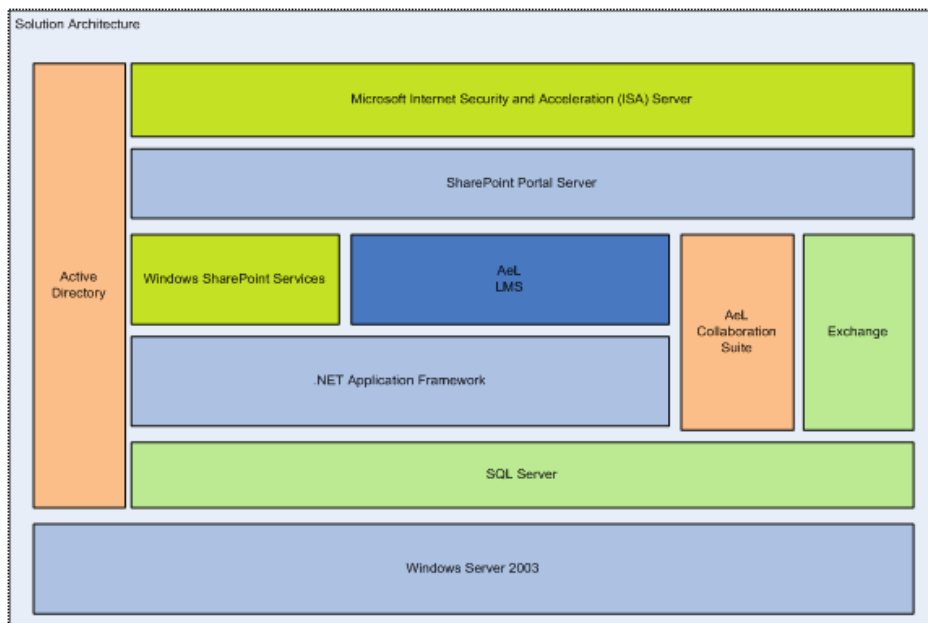 Solution Architecture
Microsoft Internet Security and Acceleration (ISA) Server
SharePoint Portal Server
Active
Directory
Windows SharePoint Services
AeL
LMS
AeL
Collaboration
Suite
Exchange
.NET Application Framework
SQL Server
Windows Server 2003